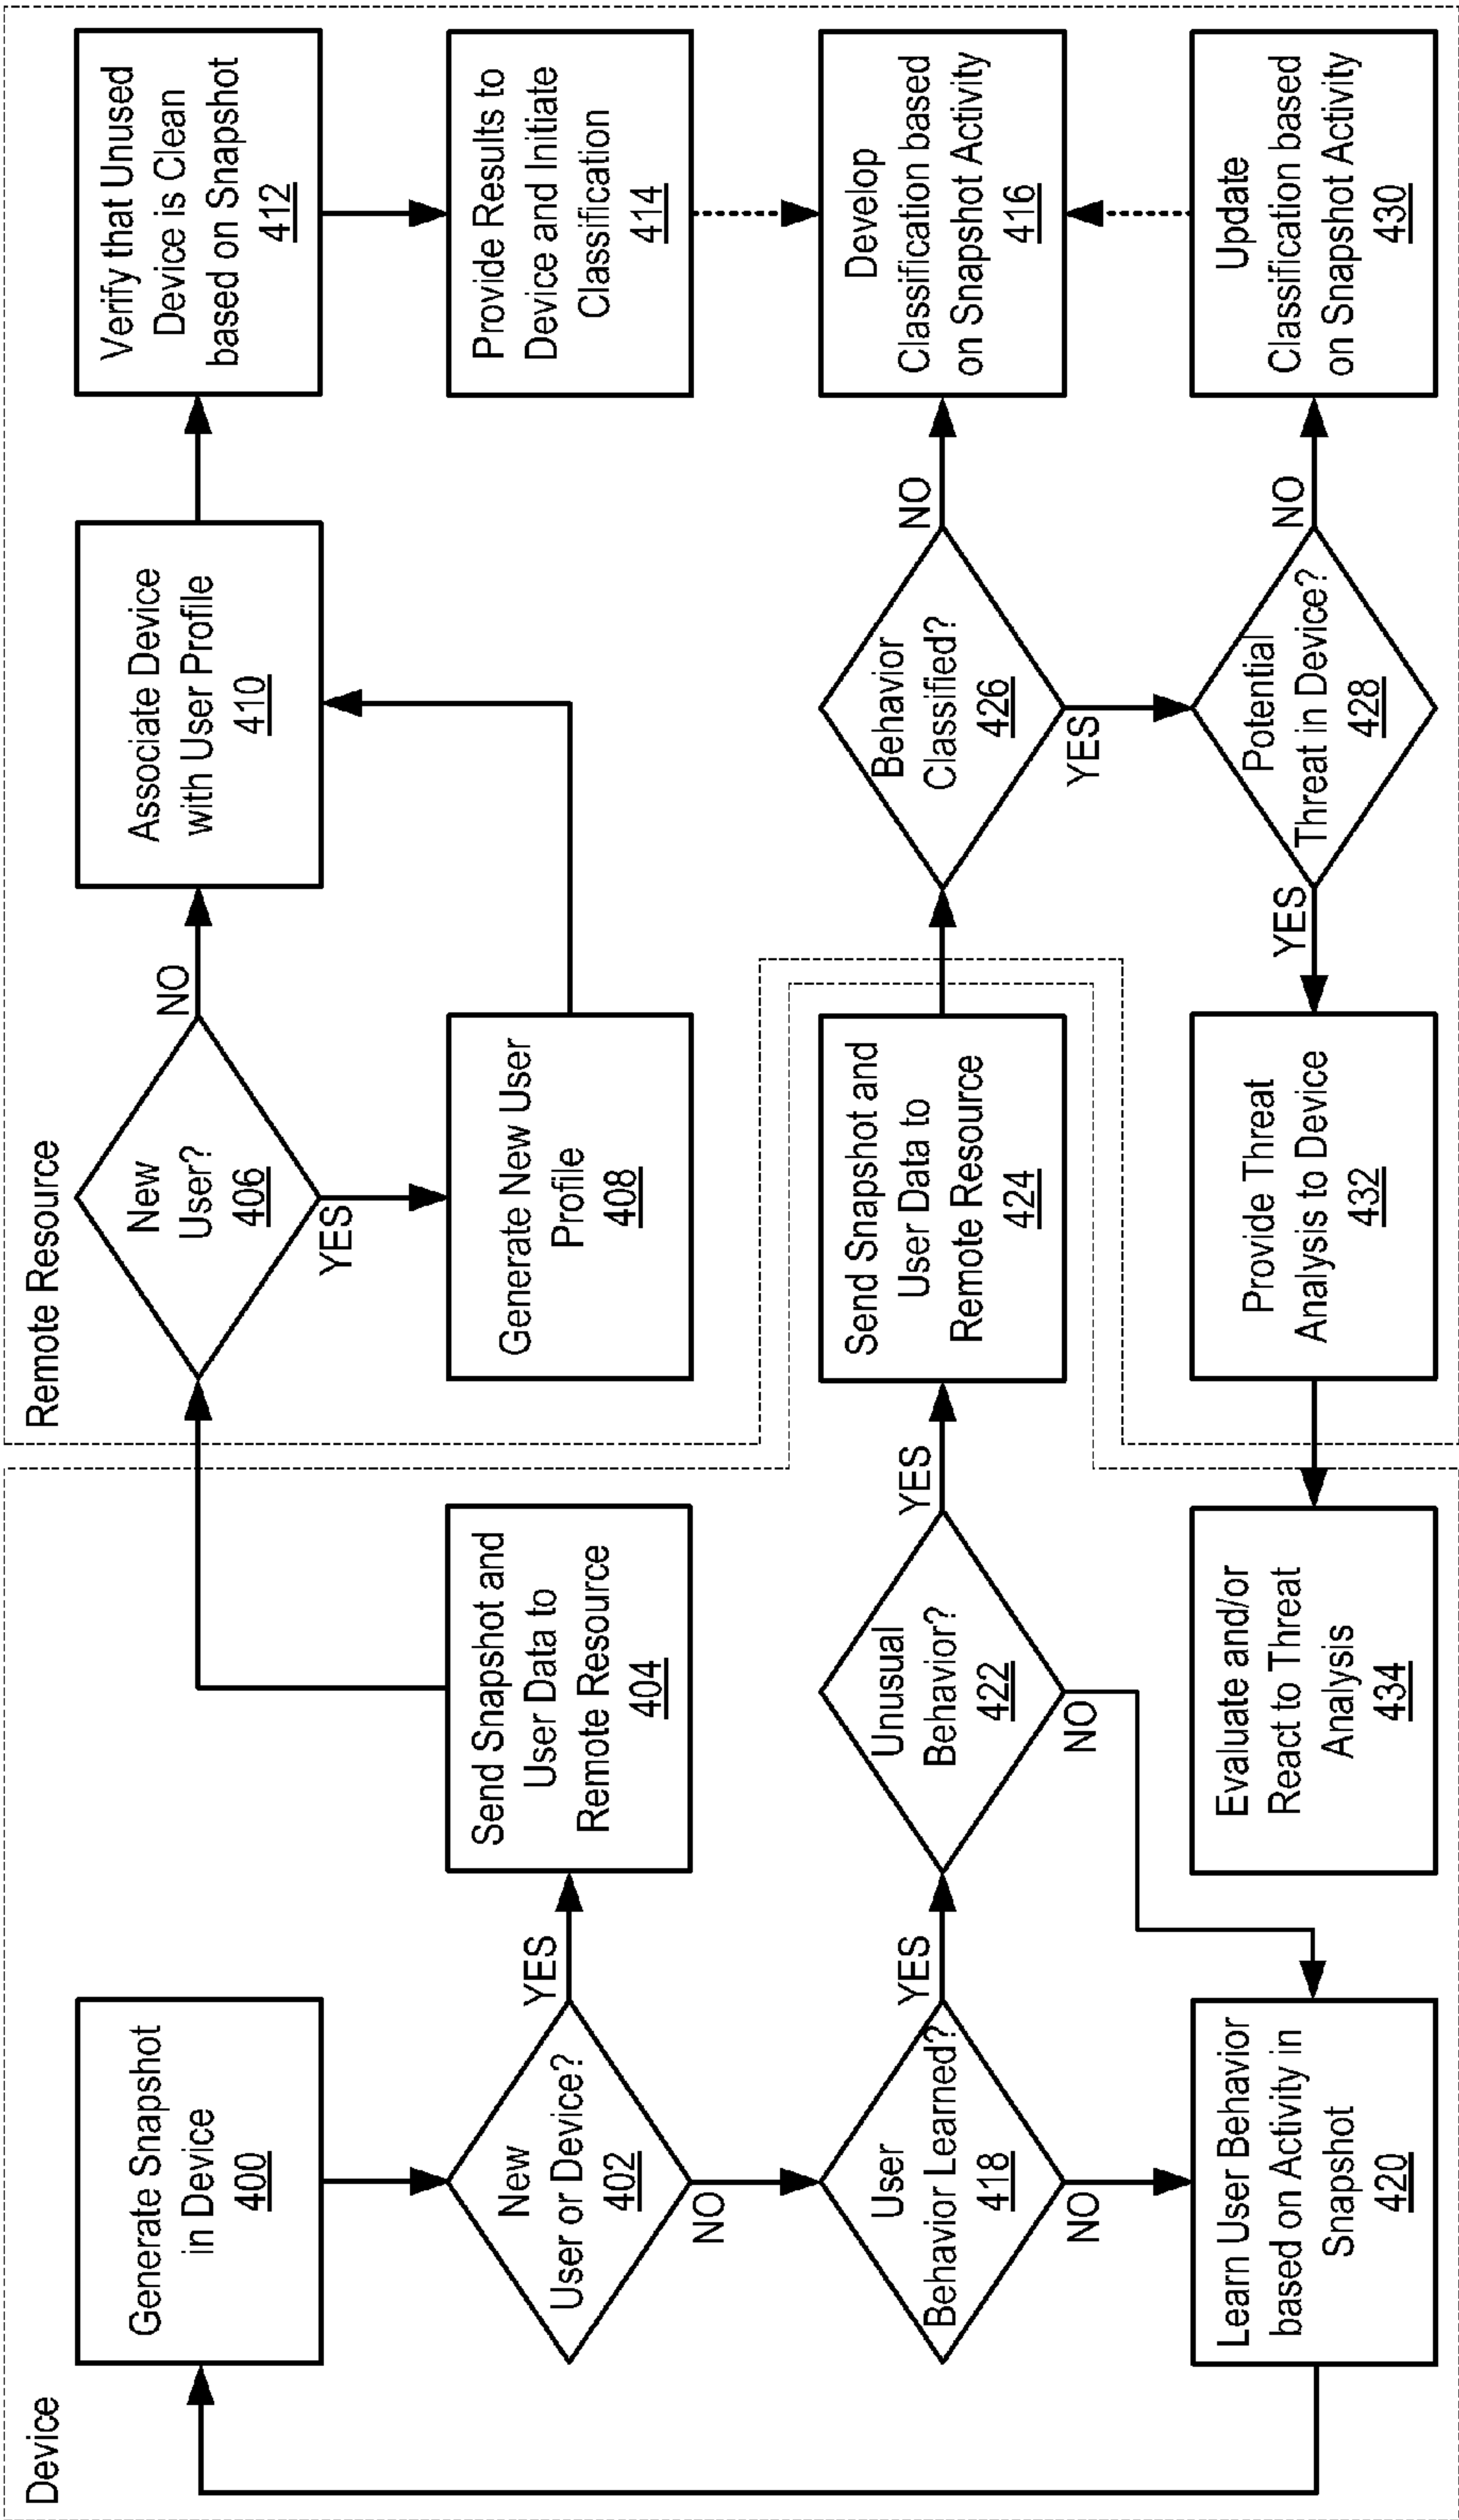 Device
Generate Snapshot
in Device
400
New
User or Device?
402
YES
NO
Send Snapshot and
User Data to
Remote Resource
404
User
Behavior Learned?
418
YES
NO
Learn User Behavior
based on Activity in
Snapshot
420
Unusual
Behavior?
422
YES
NO
Send Snapshot and
User Data to
Remote Resource
424
Evaluate and/or
React to Threat
Analysis
434
Remote Resource
New
User?
406
NO
YES
Generate New User
Profile
408
Associate Device
with User Profile
410
Verify that Unused
Device is Clean
based on Snapshot
412
Provide Results to
Device and Initiate
Classification
414
Behavior
Classified?
426
NO
YES
Develop
Classification based
on Snapshot Activity
416
Potential
Threat in Device?
428
NO
YES
Update
Classification based
on Snapshot Activity
430
Provide Threat
Analysis to Device
432